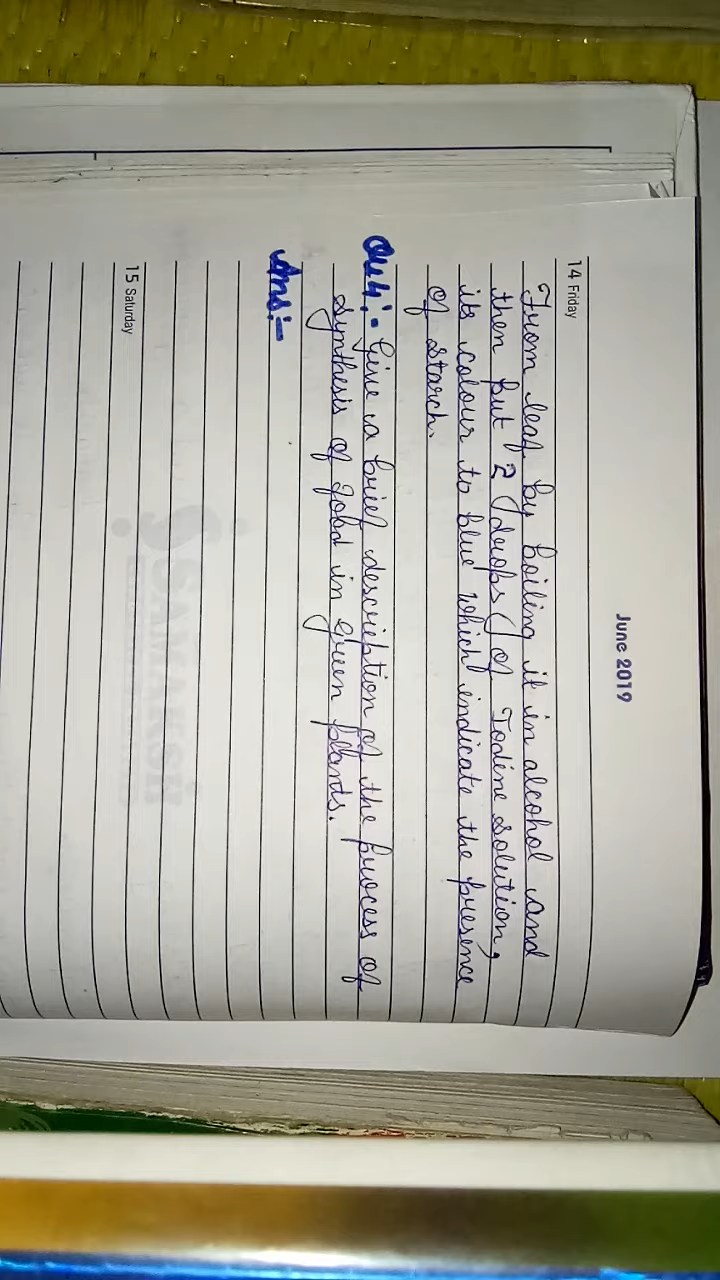 June 2019
14 Friday
From leaf by boiling it in alcohol and
then put 2 drops of Iodine solution,
its colour to blue which indicate the presence
of starch.
Qu4:- Give a brief description of the process of
synthesis of food in green plants.
Ans:-
15 Saturday
SAMAKSH